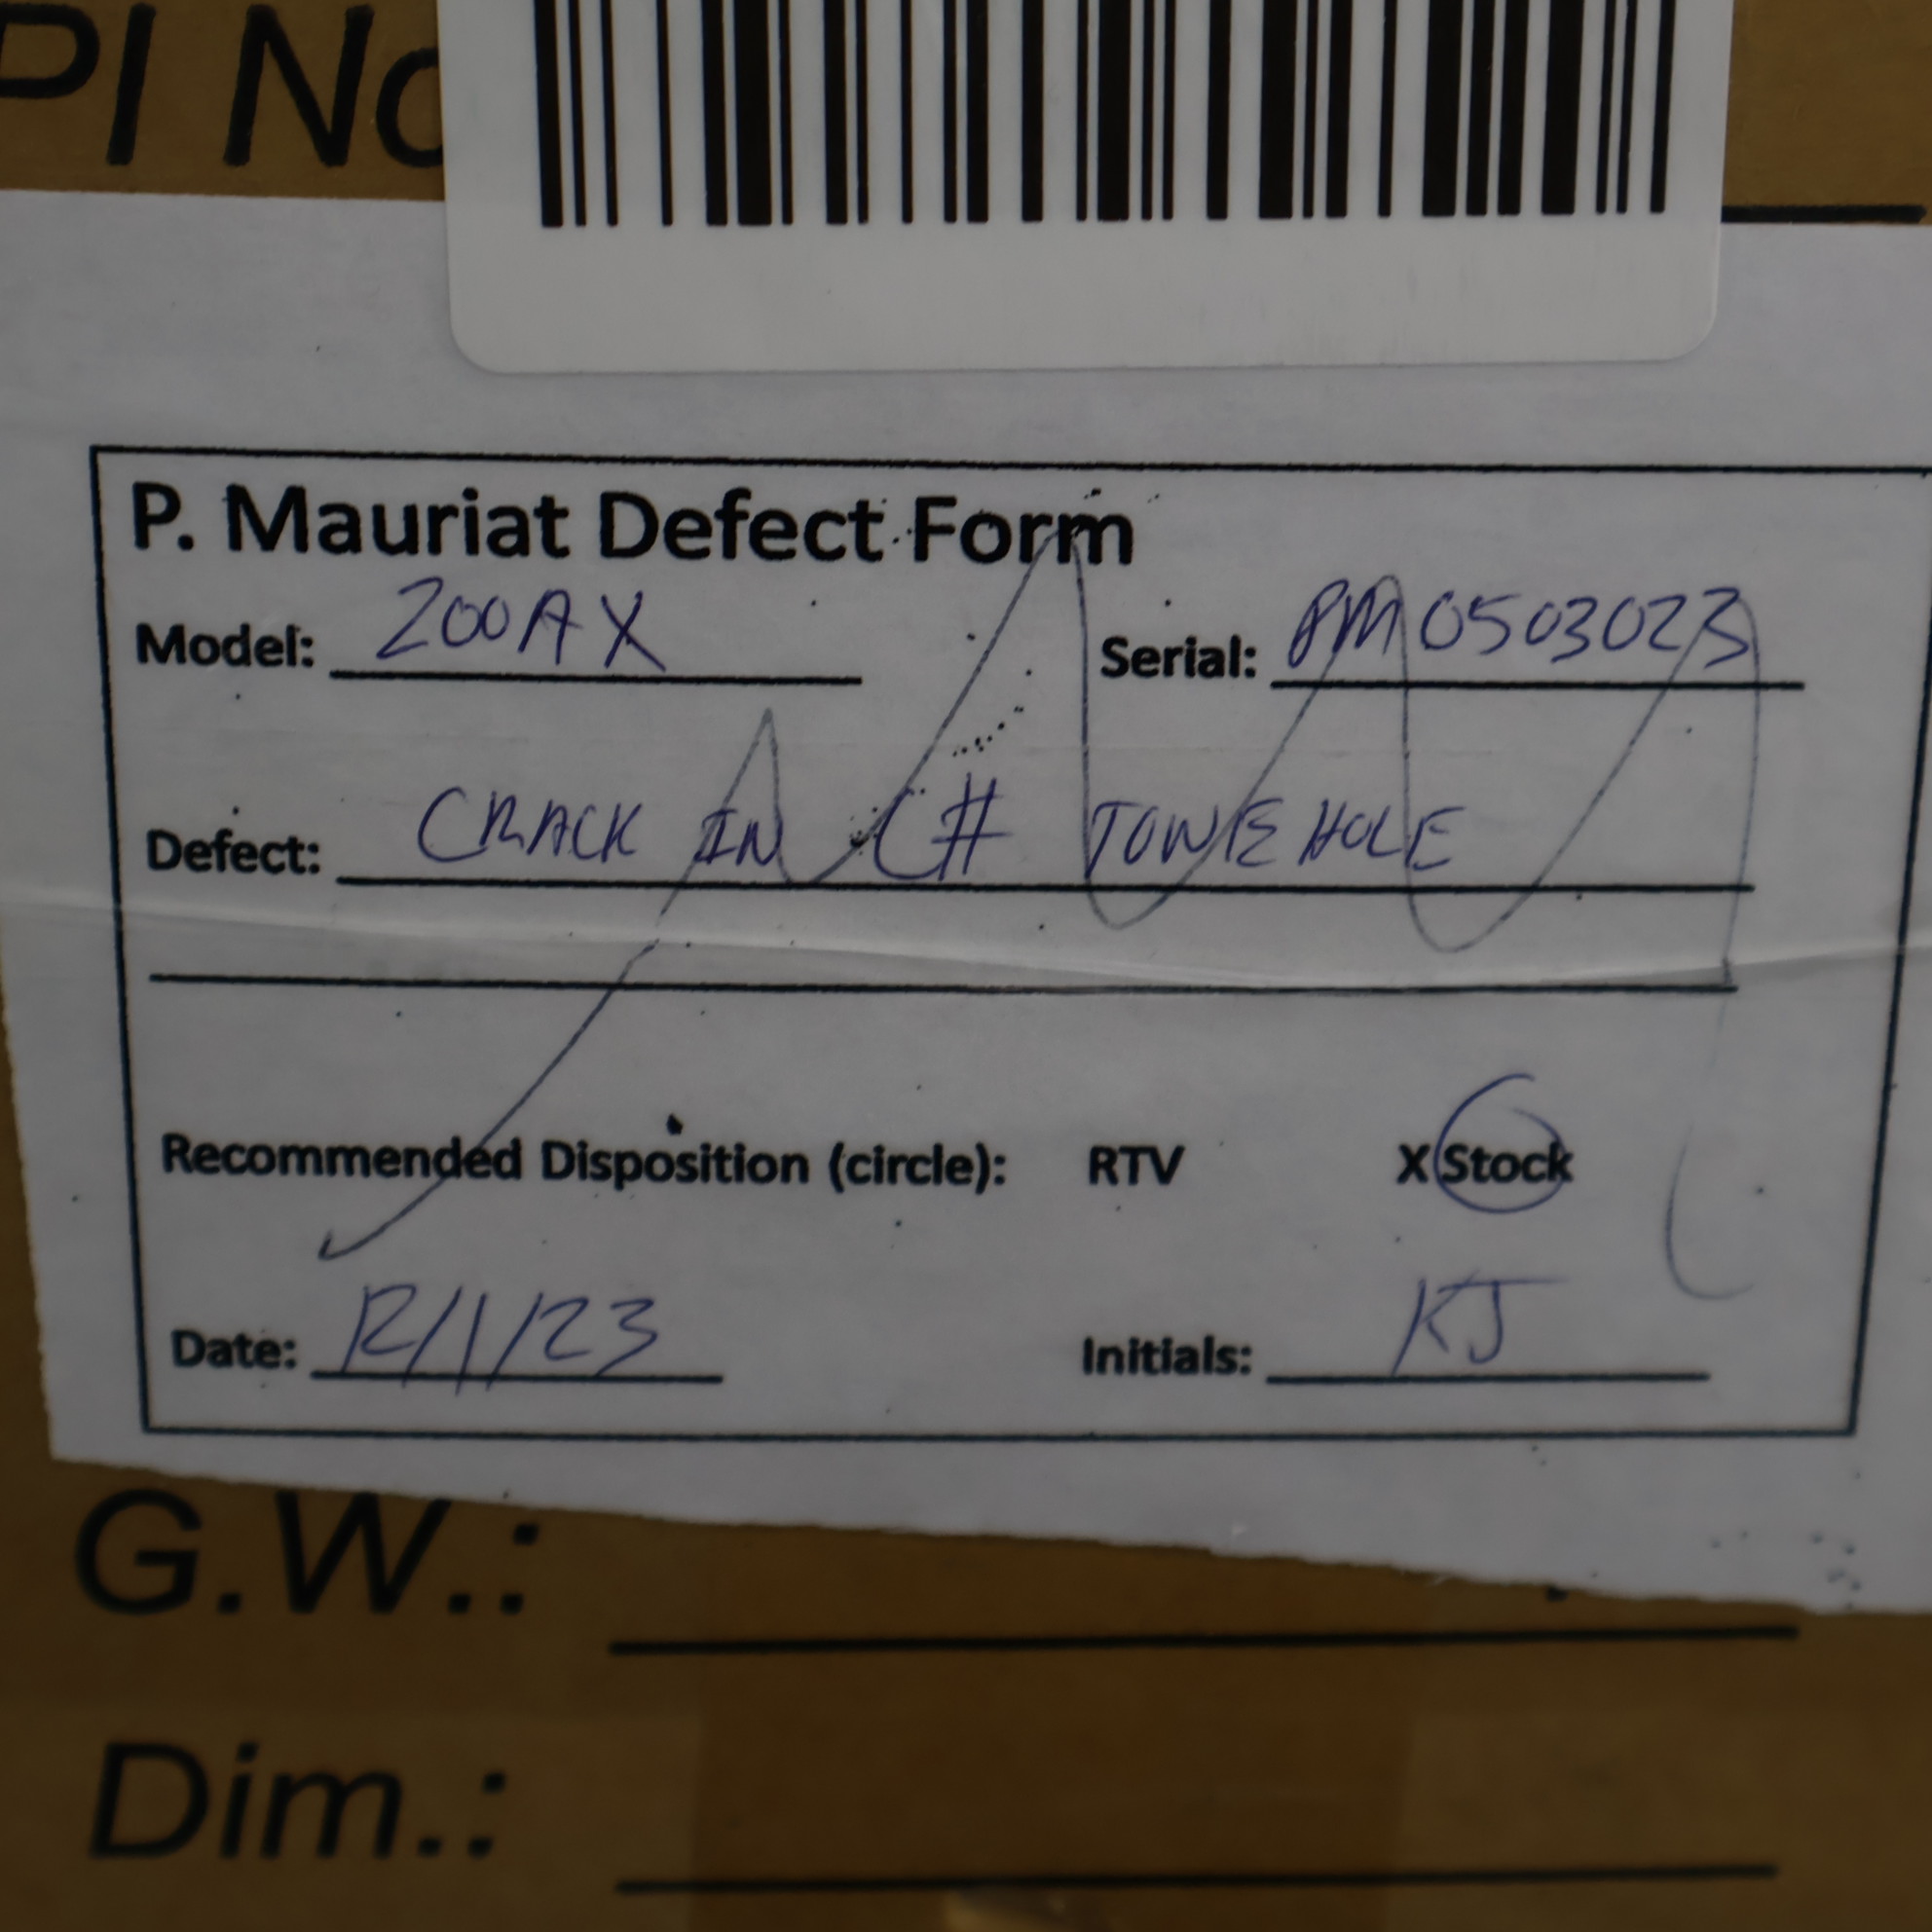 PI No
P. Mauriat Defect Form
Model: 200AX Serial: PM0503023
Defect: CRACK IN C# TONE HOLE
Recommended Disposition (circle): RTV X Stock
Date: 12/1/23 Initials: KJ
G.W.:
Dim.: